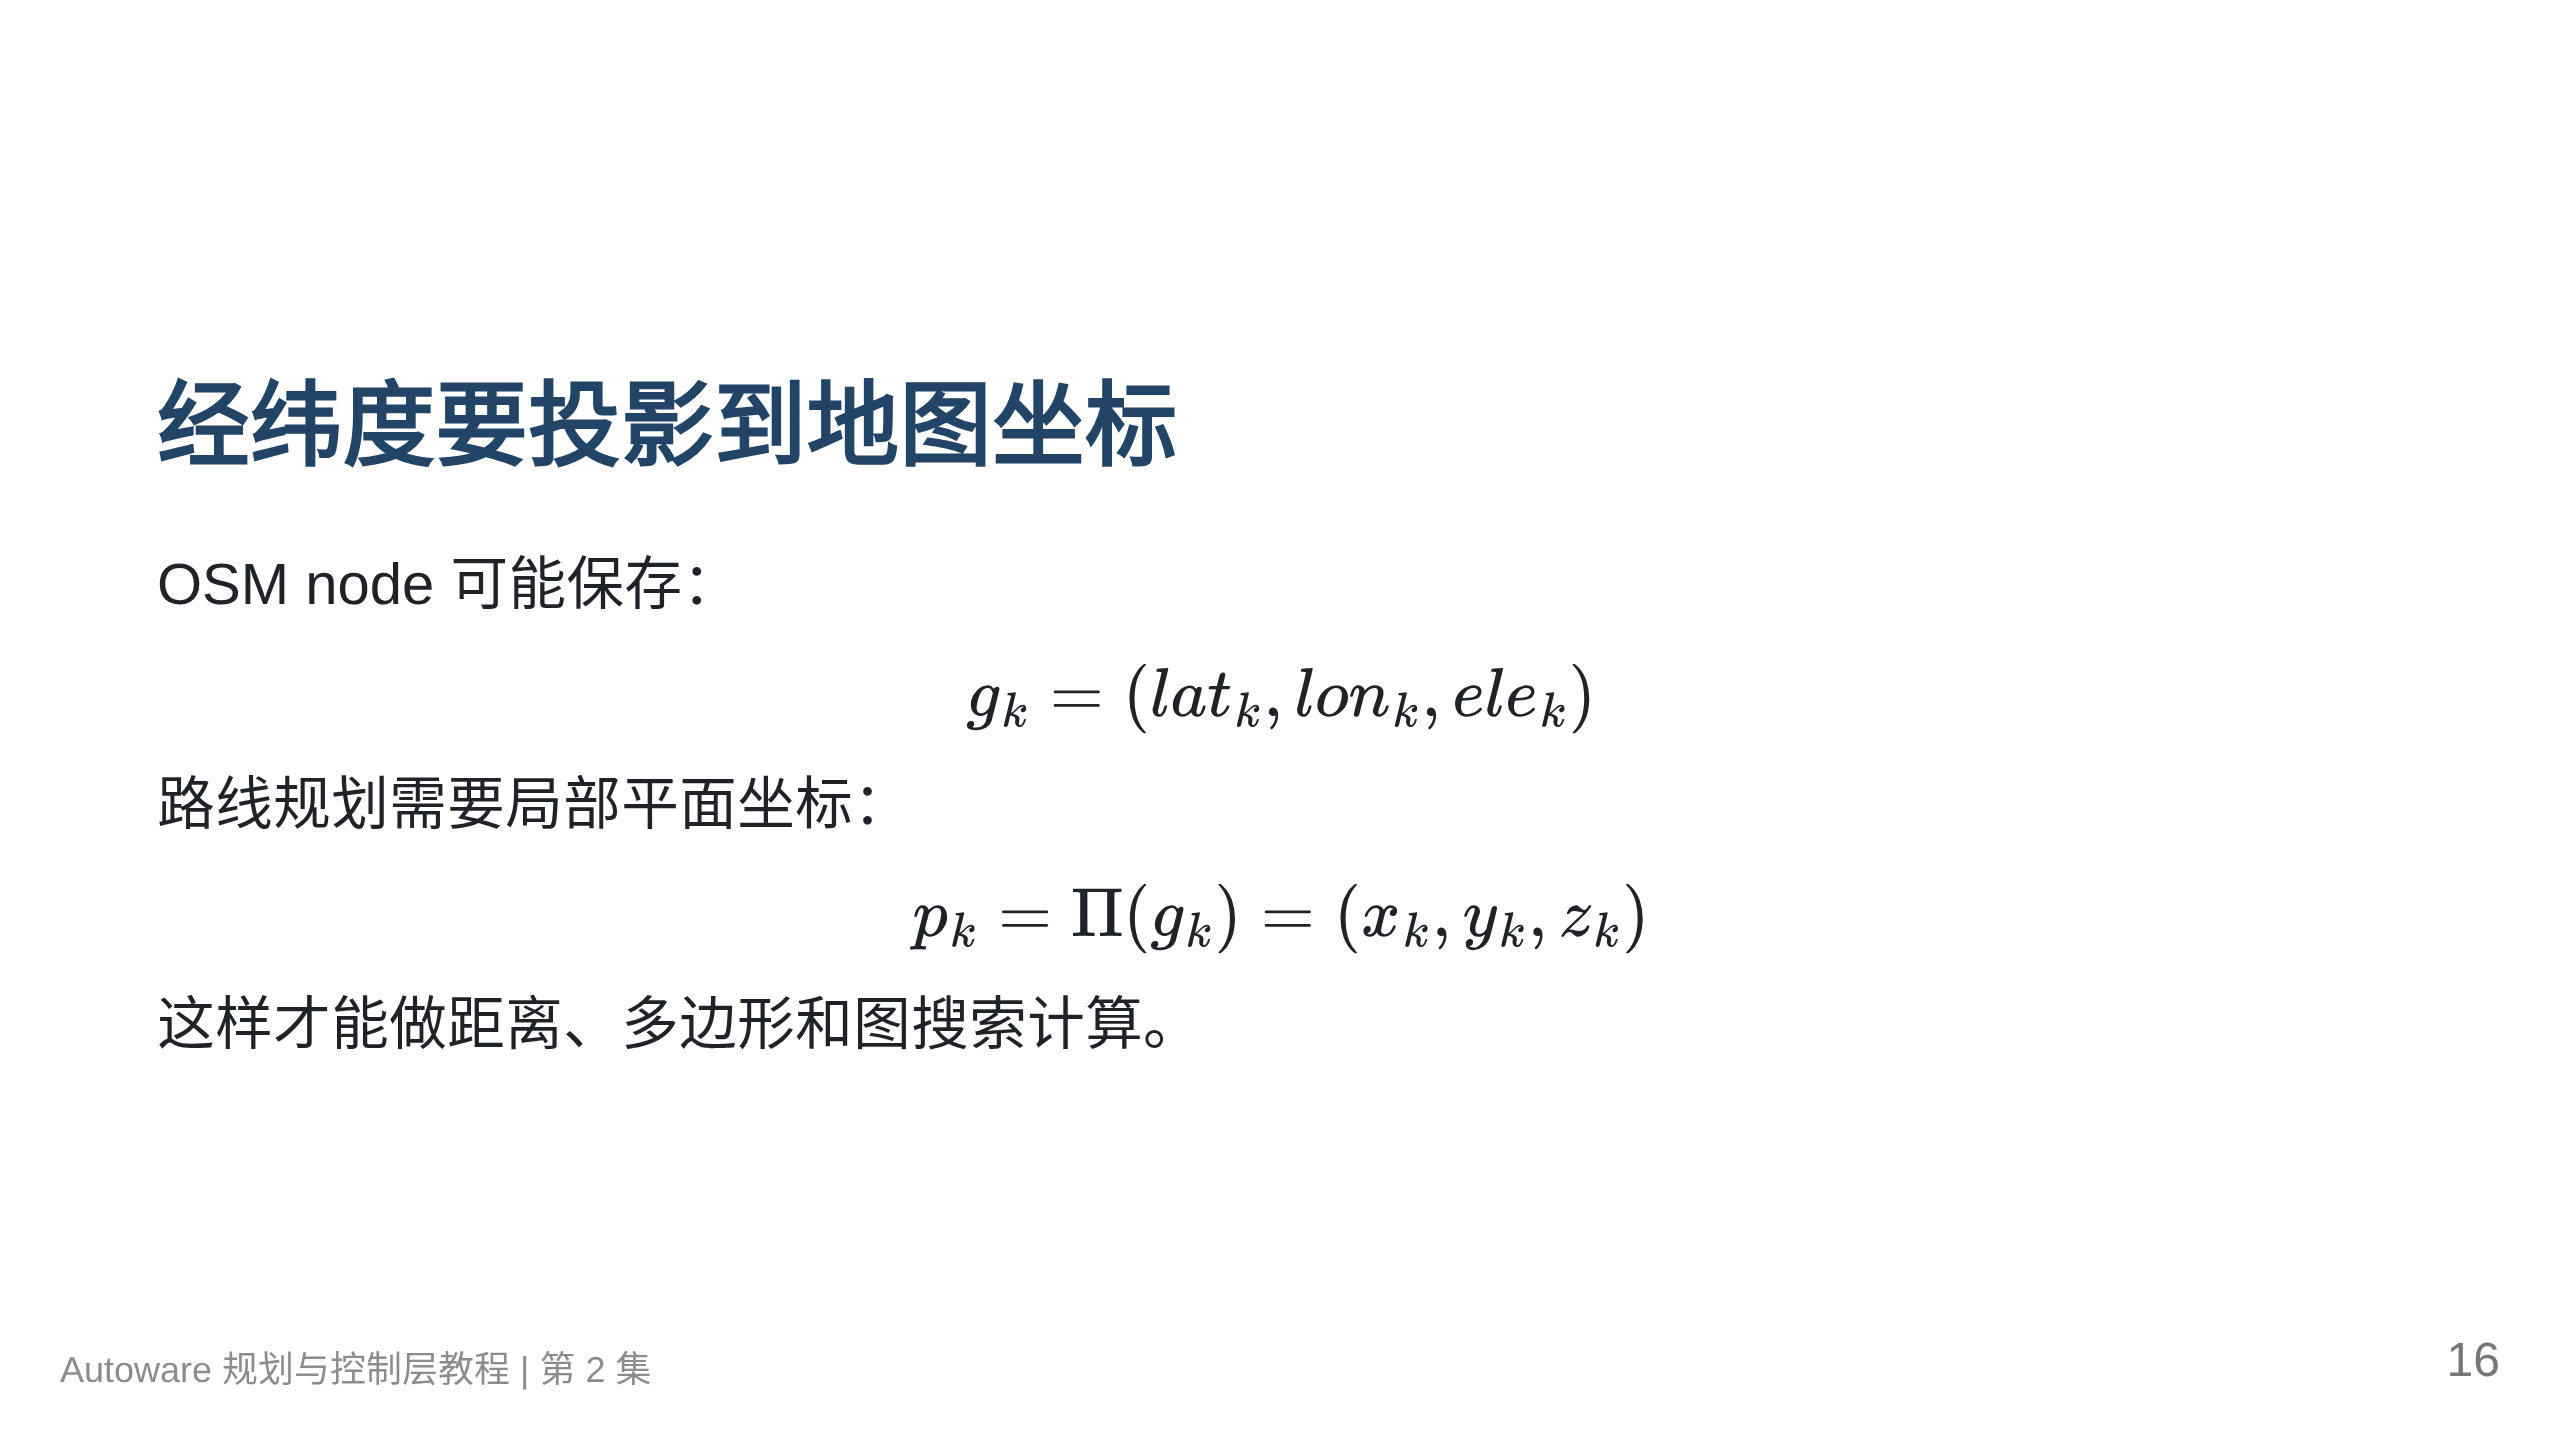 经纬度要投影到地图坐标
OSM node 可能保存：
g_k = (lat_k, lon_k, ele_k)
路线规划需要局部平面坐标：
p_k = Π(g_k) = (x_k, y_k, z_k)
这样才能做距离、多边形和图搜索计算。
Autoware 规划与控制层教程 | 第 2 集
16